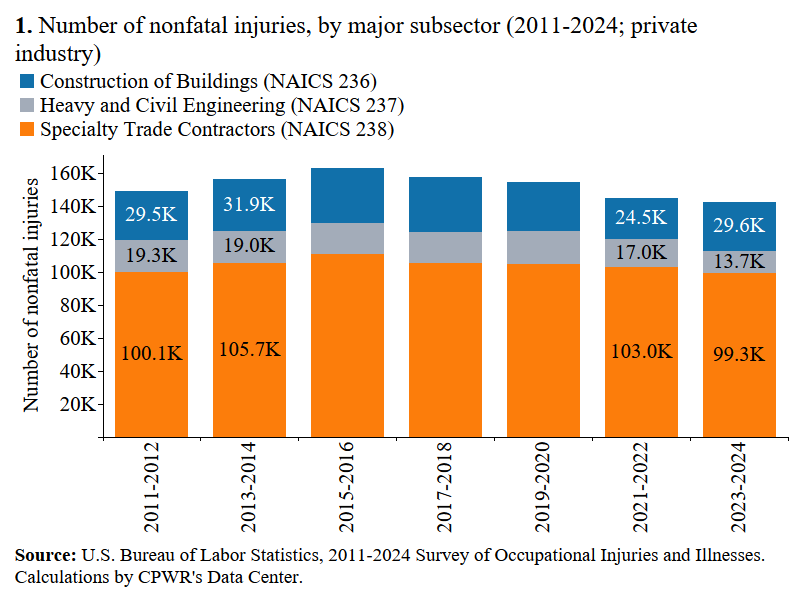 1. Number of nonfatal injuries, by major subsector (2011-2024; private
industry)
Construction of Buildings (NAICS 236)
Heavy and Civil Engineering (NAICS 237)
Specialty Trade Contractors (NAICS 238)
Number of nonfatal injuries
160K
140K
120K
100K
80K
60K
40K
20K
29.5K
19.3K
100.1K
31.9K
19.0K
105.7K
24.5K
17.0K
103.0K
29.6K
13.7K
99.3K
2011-2012
2013-2014
2015-2016
2017-2018
2019-2020
2021-2022
2023-2024
Source: U.S. Bureau of Labor Statistics, 2011-2024 Survey of Occupational Injuries and Illnesses.
Calculations by CPWR's Data Center.